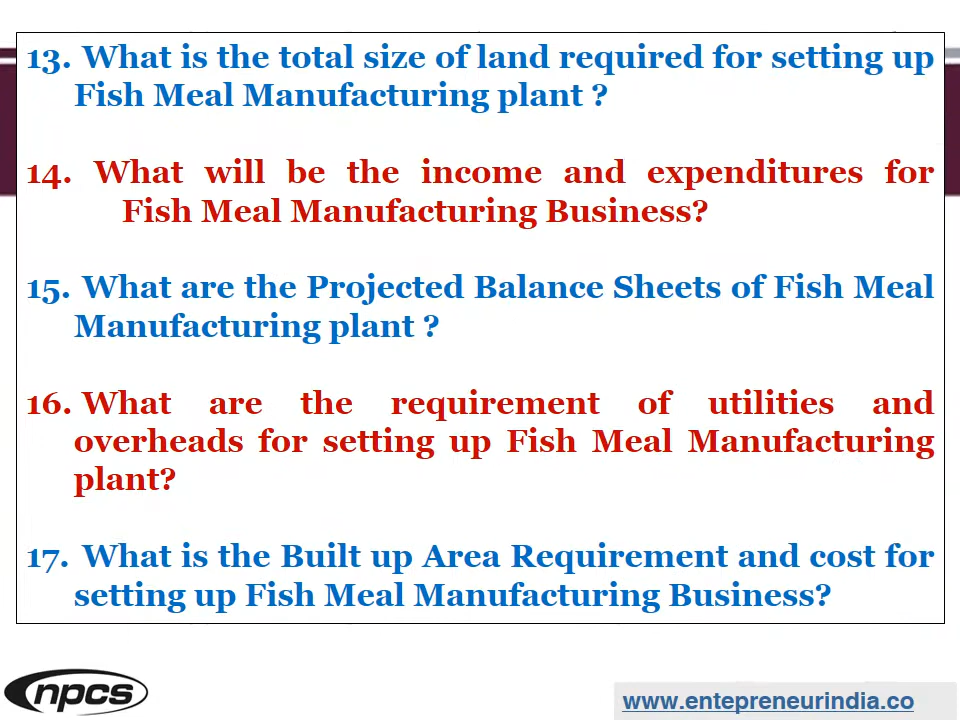 13. What is the total size of land required for setting up
Fish Meal Manufacturing plant ?
14. What will be the income and expenditures for
Fish Meal Manufacturing Business?
15. What are the Projected Balance Sheets of Fish Meal
Manufacturing plant ?
16. What are the requirement of utilities and
overheads for setting up Fish Meal Manufacturing
plant?
17. What is the Built up Area Requirement and cost for
setting up Fish Meal Manufacturing Business?
npcs
www.entepreneurindia.co